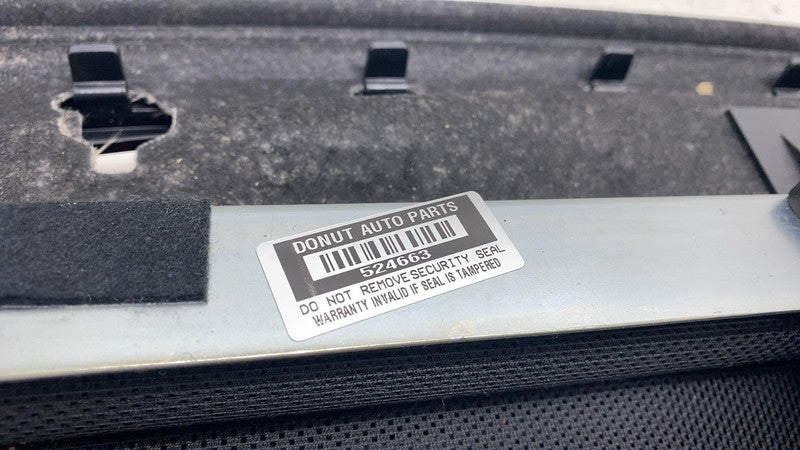 DONUT AUTO PARTS
524663
DO NOT REMOVE SECURITY SEAL
WARRANTY INVALID IF SEAL IS TAMPERED